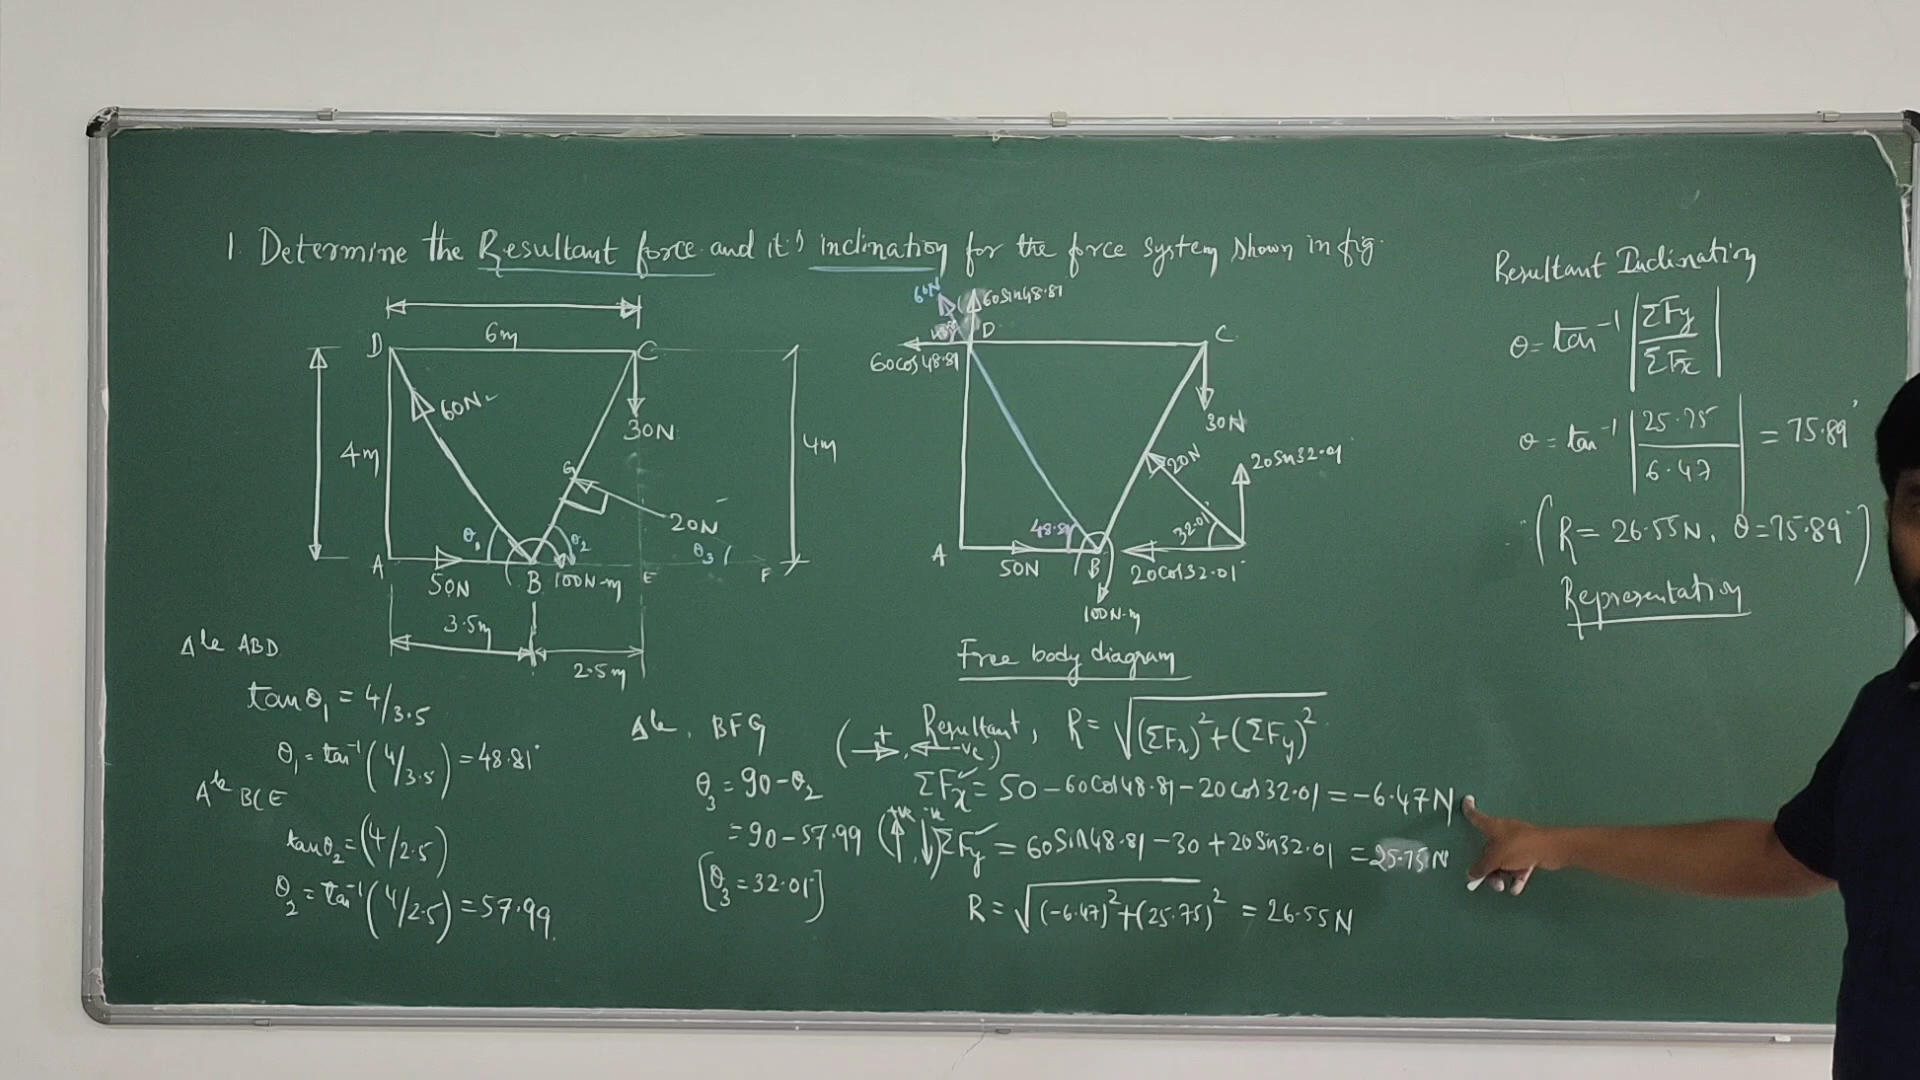 1. Determine the Resultant force and it's inclination for the force system shown in fig.
6m
D
C
60N
30N
4m
4m
G
20N
θ₁
θ₂
θ₃
A
50N
B
100N-m
E
F
3.5m
2.5m
60N
60sin48.81
D
C
60cos48.81
30N
20N
20sin32.01
48.81
32.01
A
50N
B
20cos32.01°
100N-m
Free body diagram
Δle ABD
tanθ₁ = 4/3.5
θ₁ = tan⁻¹(4/3.5) = 48.81°
Δle BCE
tanθ₂ = (4/2.5)
θ₂ = tan⁻¹(4/2.5) = 57.99
Δle, BFG
θ₃ = 90-θ₂
= 90-57.99
[θ₃ = 32.01°]
Resultant, R = √(ΣFx)²+(ΣFy)²
(+→, ←-ve)
ΣFx = 50 - 60cos48.81 - 20cos32.01 = -6.47N
(+ve↑, -ve↓) ΣFy = 60sin48.81 - 30 + 20sin32.01 = 25.75N
R = √(-6.47)²+(25.75)² = 26.55N
Resultant Inclination
θ = tan⁻¹|ΣFy/ΣFx|
θ = tan⁻¹|25.75/6.47| = 75.89°
(R = 26.55N, θ = 75.89°)
Representation